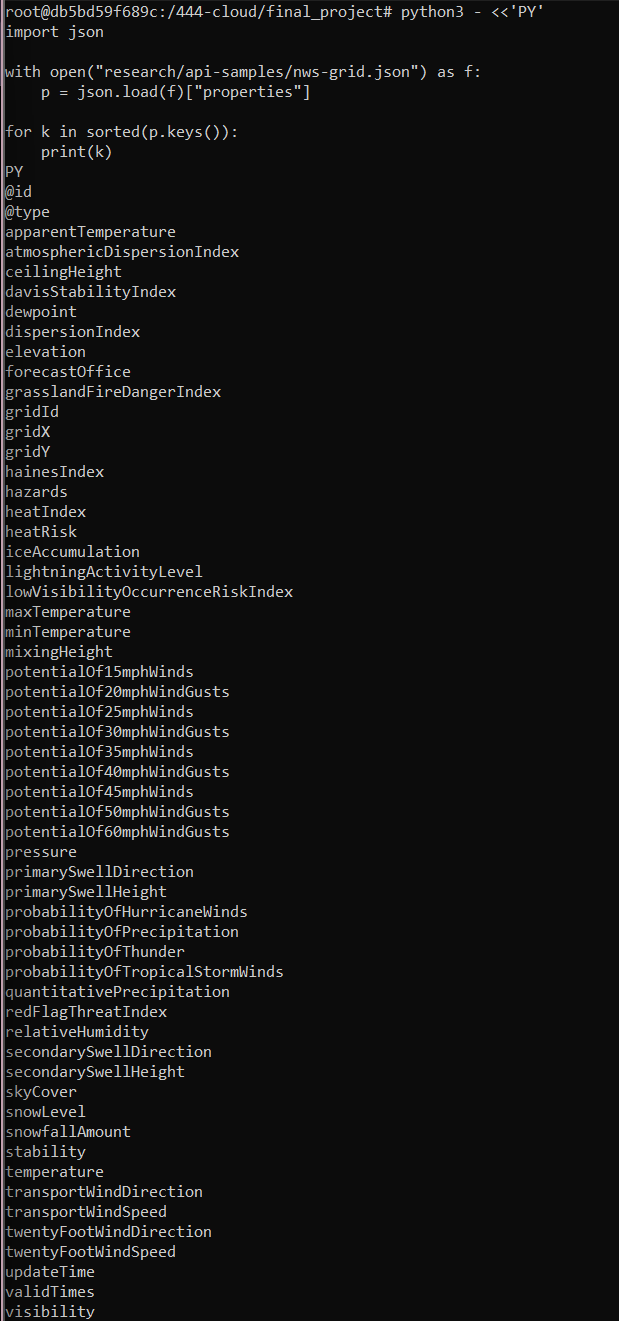 root@db5bd59f689c:/444-cloud/final_project# python3 - <<'PY'
import json

with open("research/api-samples/nws-grid.json") as f:
    p = json.load(f)["properties"]

for k in sorted(p.keys()):
    print(k)
PY
@id
@type
apparentTemperature
atmosphericDispersionIndex
ceilingHeight
davisStabilityIndex
dewpoint
dispersionIndex
elevation
forecastOffice
grasslandFireDangerIndex
gridId
gridX
gridY
hainesIndex
hazards
heatIndex
heatRisk
iceAccumulation
lightningActivityLevel
lowVisibilityOccurrenceRiskIndex
maxTemperature
minTemperature
mixingHeight
potentialOf15mphWinds
potentialOf20mphWindGusts
potentialOf25mphWinds
potentialOf30mphWindGusts
potentialOf35mphWinds
potentialOf40mphWindGusts
potentialOf45mphWinds
potentialOf50mphWindGusts
potentialOf60mphWindGusts
pressure
primarySwellDirection
primarySwellHeight
probabilityOfHurricaneWinds
probabilityOfPrecipitation
probabilityOfThunder
probabilityOfTropicalStormWinds
quantitativePrecipitation
redFlagThreatIndex
relativeHumidity
secondarySwellDirection
secondarySwellHeight
skyCover
snowLevel
snowfallAmount
stability
temperature
transportWindDirection
transportWindSpeed
twentyFootWindDirection
twentyFootWindSpeed
updateTime
validTimes
visibility